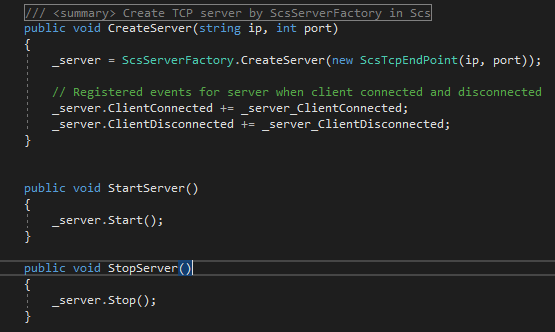 /// <summary> Create TCP server by ScsServerFactory in Scs
public void CreateServer(string ip, int port)
{
_server = ScsServerFactory.CreateServer(new ScsTcpEndPoint(ip, port));
// Registered events for server when client connected and disconnected
_server.ClientConnected += _server_ClientConnected;
_server.ClientDisconnected += _server_ClientDisconnected;
}
public void StartServer()
{
_server.Start();
}
public void StopServer()
{
_server.Stop();
}